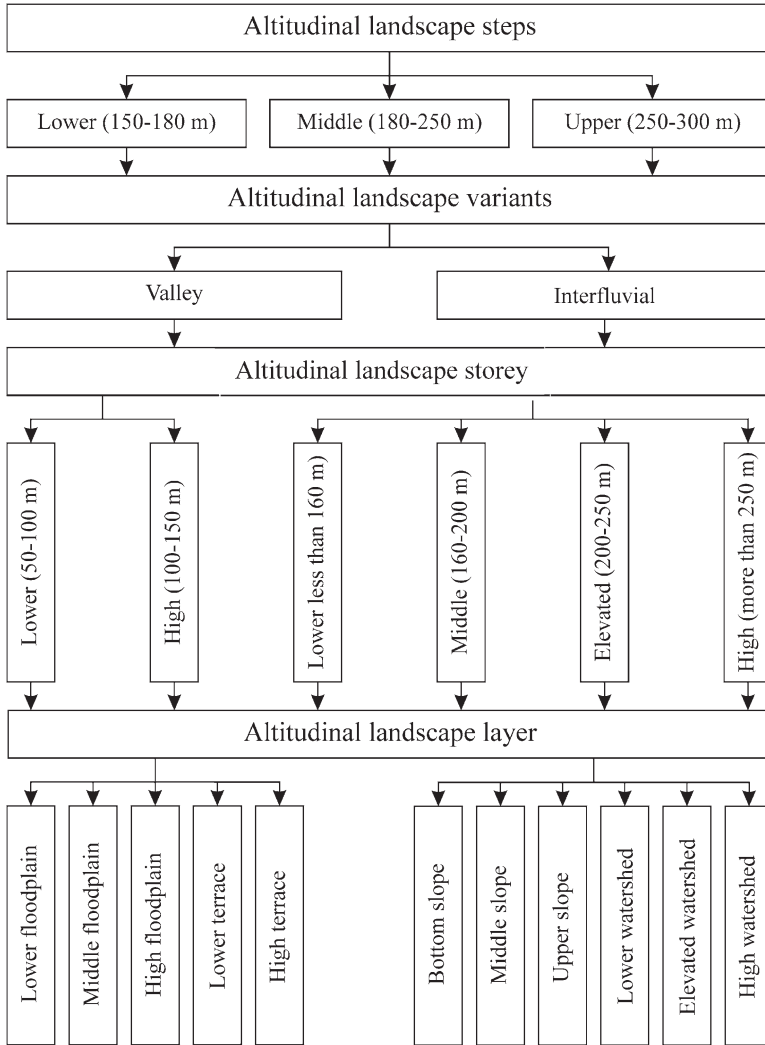 Altitudinal landscape steps
Lower (150-180 m)
Middle (180-250 m)
Upper (250-300 m)
Altitudinal landscape variants
Valley
Interfluvial
Altitudinal landscape storey
Lower (50-100 m)
High (100-150 m)
Lower less than 160 m)
Middle (160-200 m)
Elevated (200-250 m)
High (more than 250 m)
Altitudinal landscape layer
Lower floodplain
Middle floodplain
High floodplain
Lower terrace
High terrace
Bottom slope
Middle slope
Upper slope
Lower watershed
Elevated watershed
High watershed